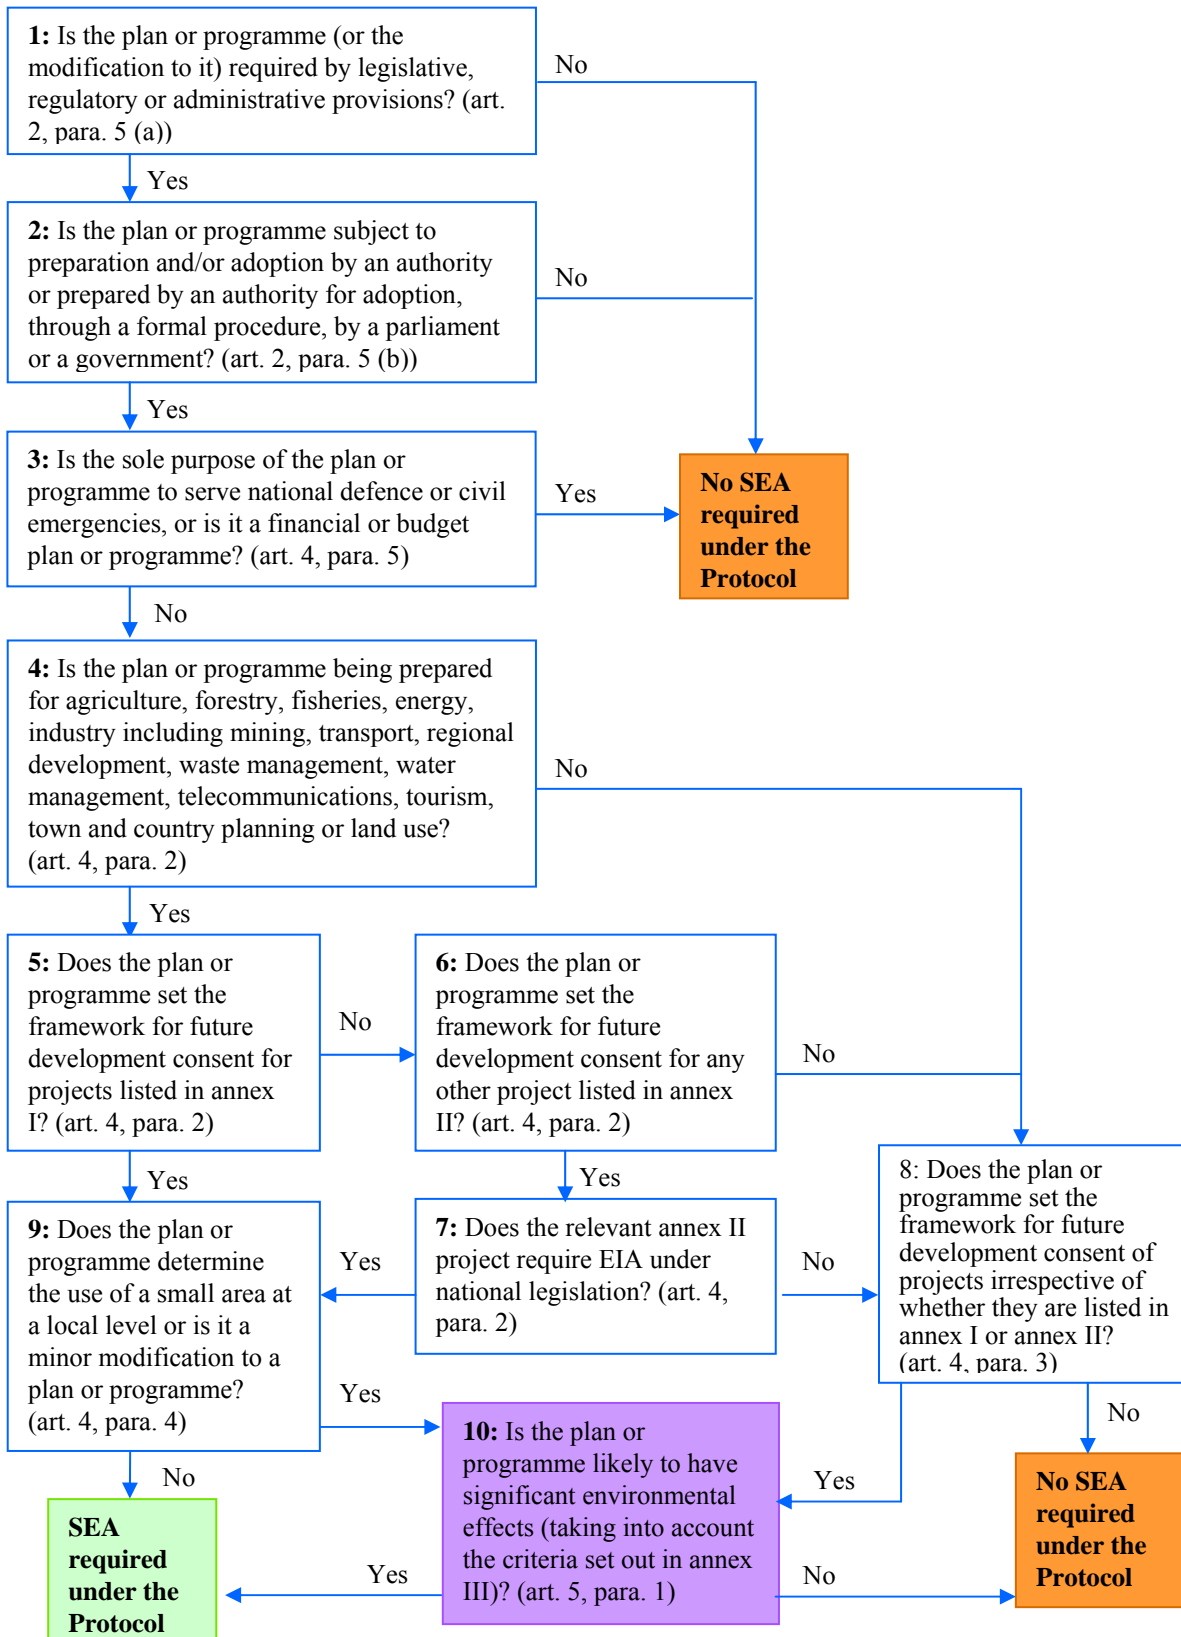 1: Is the plan or programme (or the
modification to it) required by legislative,
regulatory or administrative provisions? (art.
2, para. 5 (a))
No
Yes
2: Is the plan or programme subject to
preparation and/or adoption by an authority
or prepared by an authority for adoption,
through a formal procedure, by a parliament
or a government? (art. 2, para. 5 (b))
No
Yes
3: Is the sole purpose of the plan or
programme to serve national defence or civil
emergencies, or is it a financial or budget
plan or programme? (art. 4, para. 5)
Yes
No SEA
required
under the
Protocol
No
4: Is the plan or programme being prepared
for agriculture, forestry, fisheries, energy,
industry including mining, transport, regional
development, waste management, water
management, telecommunications, tourism,
town and country planning or land use?
(art. 4, para. 2)
No
Yes
5: Does the plan or
programme set the
framework for future
development consent for
projects listed in annex
I? (art. 4, para. 2)
No
6: Does the plan or
programme set the
framework for future
development consent for any
other project listed in annex
II? (art. 4, para. 2)
No
Yes
Yes
8: Does the plan or
programme set the
framework for future
development consent of
projects irrespective of
whether they are listed in
annex I or annex II?
(art. 4, para. 3)
9: Does the plan or
programme determine
the use of a small area at
a local level or is it a
minor modification to a
plan or programme?
(art. 4, para. 4)
Yes
7: Does the relevant annex II
project require EIA under
national legislation? (art. 4,
para. 2)
No
Yes
10: Is the plan or
programme likely to have
significant environmental
effects (taking into account
the criteria set out in annex
III)? (art. 5, para. 1)
Yes
No
No
SEA
required
under the
Protocol
Yes
No
No SEA
required
under the
Protocol